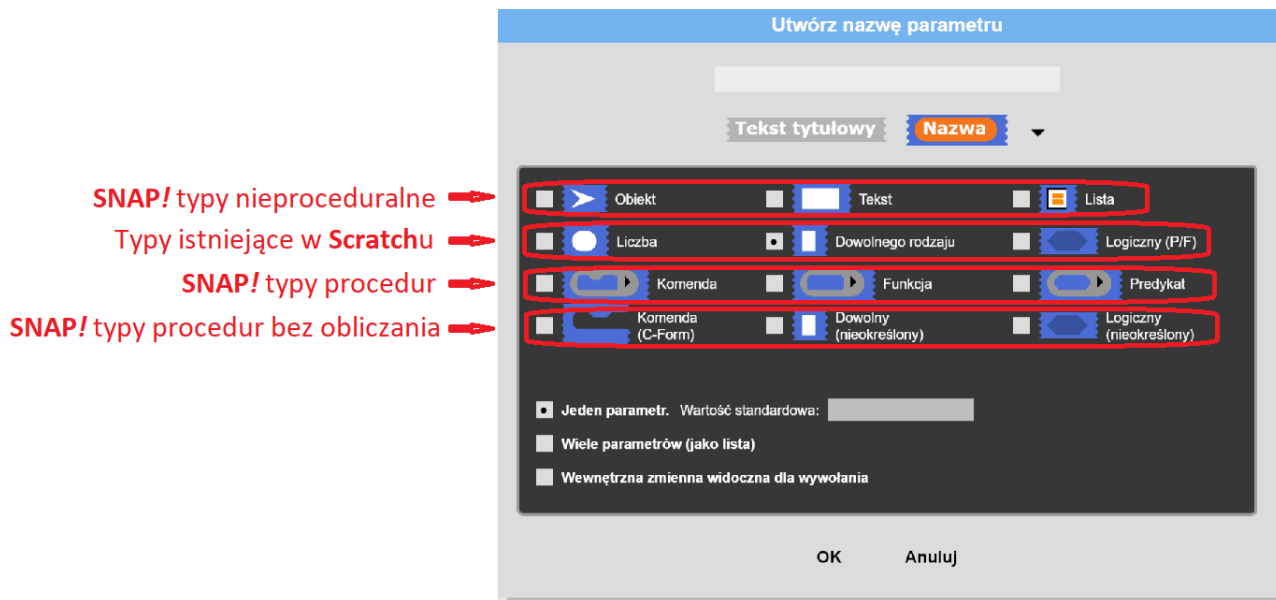 Utwórz nazwę parametru
Tekst tytułowy Nazwa
SNAP! typy nieproceduralne Obiekt Tekst Lista
Typy istniejące w Scratchu Liczba Dowolnego rodzaju Logiczny (P/F)
SNAP! typy procedur Komenda Funkcja Predykat
SNAP! typy procedur bez obliczania Komenda (C-Form) Dowolny (nieokreślony) Logiczny (nieokreślony)
Jeden parametr. Wartość standardowa:
Wiele parametrów (jako lista)
Wewnętrzna zmienna widoczna dla wywołania
OK Anuluj